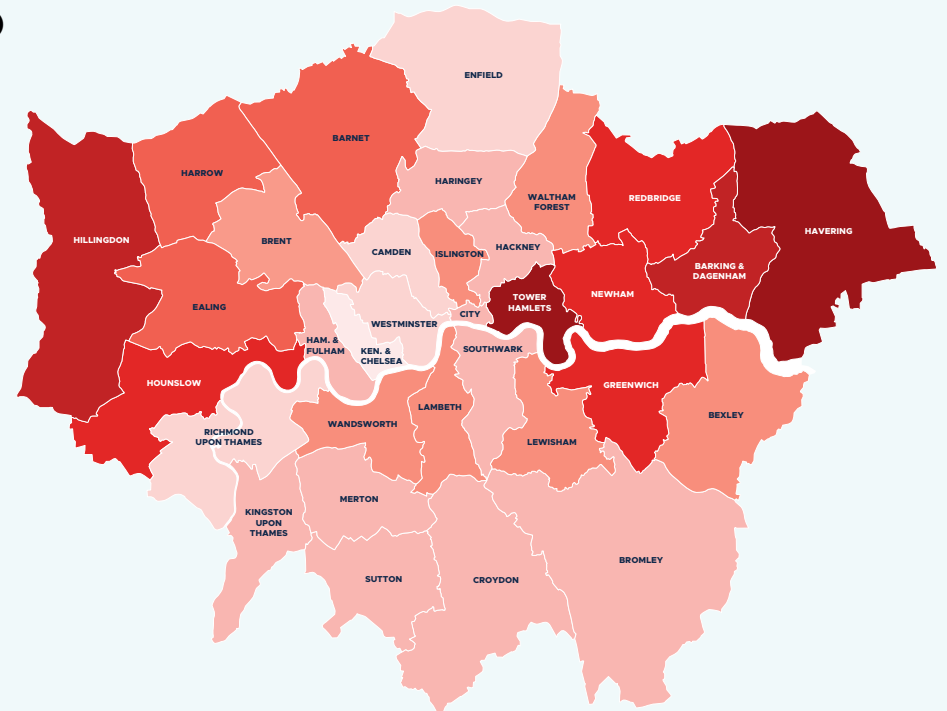 ENFIELD
BARNET
HARROW
HARINGEY
WALTHAM
FOREST
REDBRIDGE
HAVERING
HILLINGDON
BRENT
CAMDEN
ISLINGTON
HACKNEY
BARKING &
DAGENHAM
EALING
TOWER
HAMLETS
NEWHAM
CITY
WESTMINSTER
HAM. &
FULHAM
KEN. &
CHELSEA
SOUTHWARK
HOUNSLOW
GREENWICH
LAMBETH
BEXLEY
WANDSWORTH
RICHMOND
UPON THAMES
LEWISHAM
MERTON
KINGSTON
UPON
THAMES
BROMLEY
SUTTON
CROYDON